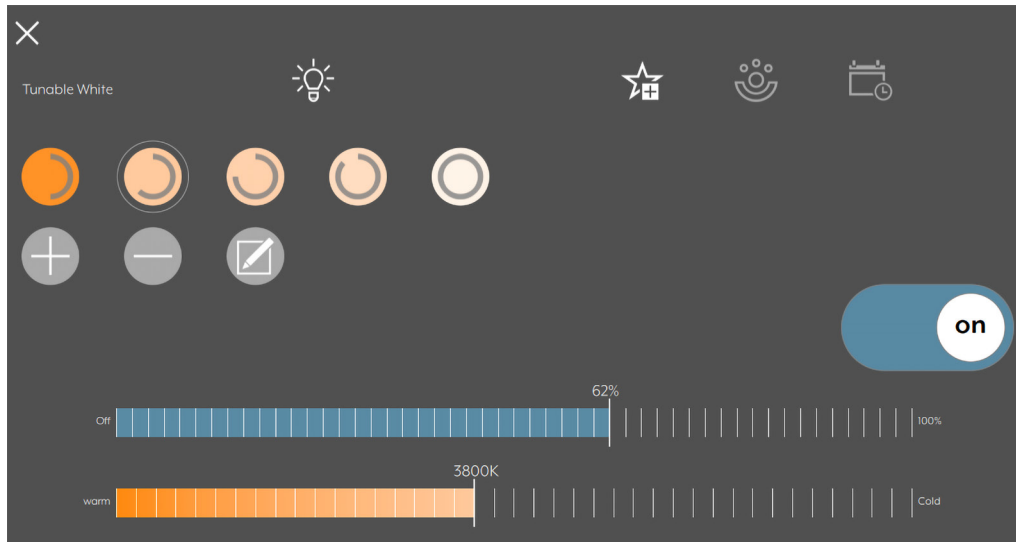 Tunable White
on
62%
Off
100%
3800K
warm
Cold